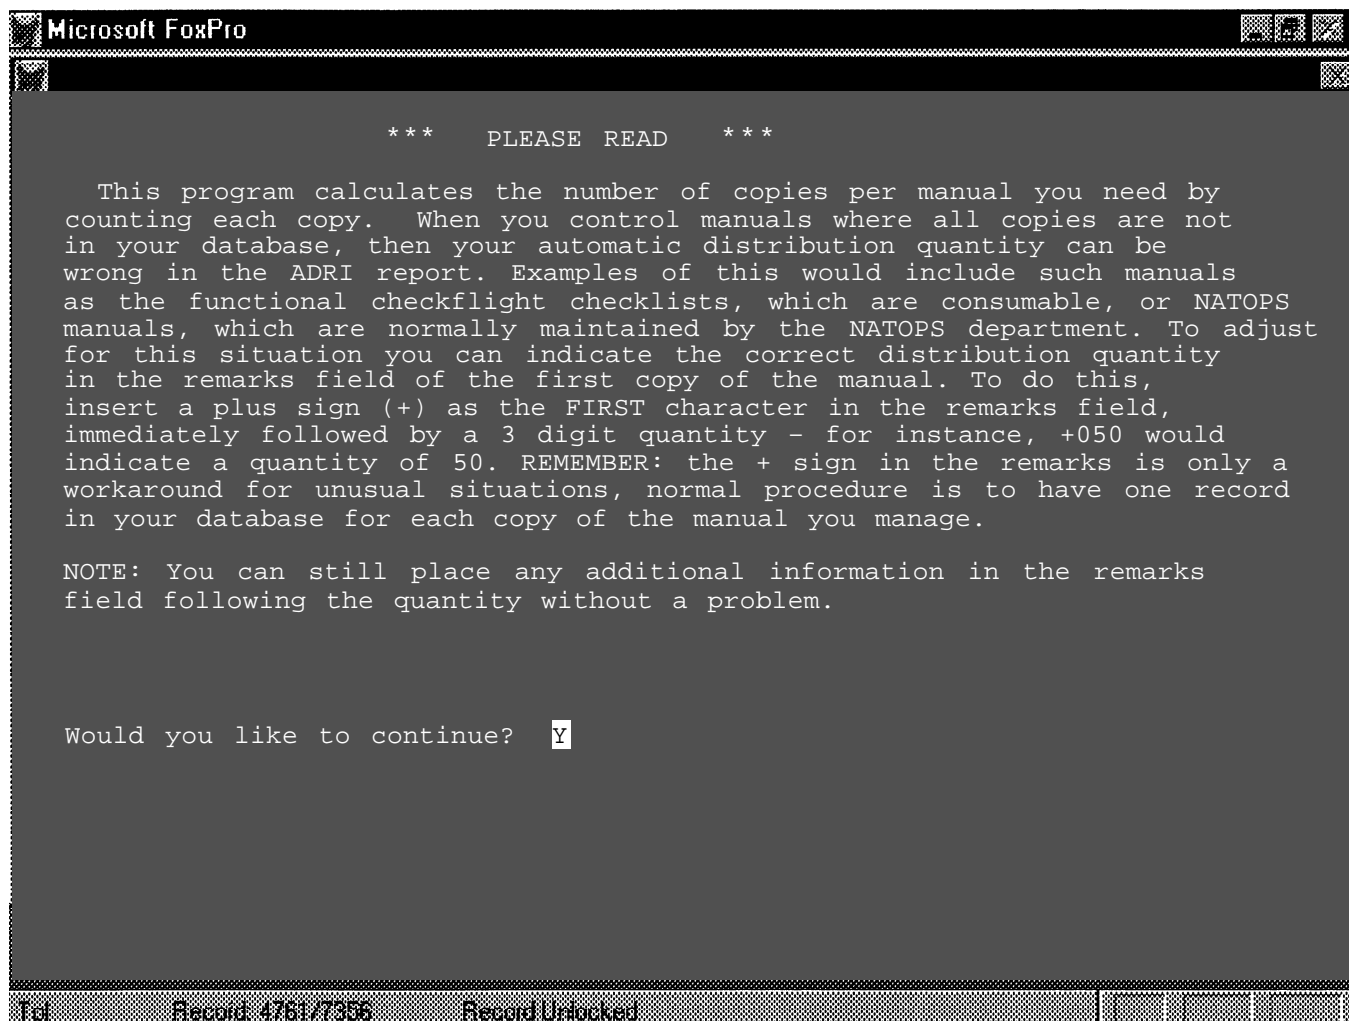 Microsoft FoxPro
*** PLEASE READ ***
This program calculates the number of copies per manual you need by
counting each copy. When you control manuals where all copies are not
in your database, then your automatic distribution quantity can be
wrong in the ADRI report. Examples of this would include such manuals
as the functional checkflight checklists, which are consumable, or NATOPS
manuals, which are normally maintained by the NATOPS department. To adjust
for this situation you can indicate the correct distribution quantity
in the remarks field of the first copy of the manual. To do this,
insert a plus sign (+) as the FIRST character in the remarks field,
immediately followed by a 3 digit quantity – for instance, +050 would
indicate a quantity of 50. REMEMBER: the + sign in the remarks is only a
workaround for unusual situations, normal procedure is to have one record
in your database for each copy of the manual you manage.
NOTE: You can still place any additional information in the remarks
field following the quantity without a problem.
Would you like to continue? Y
Tol Record: 4761/7356 Record Unlocked